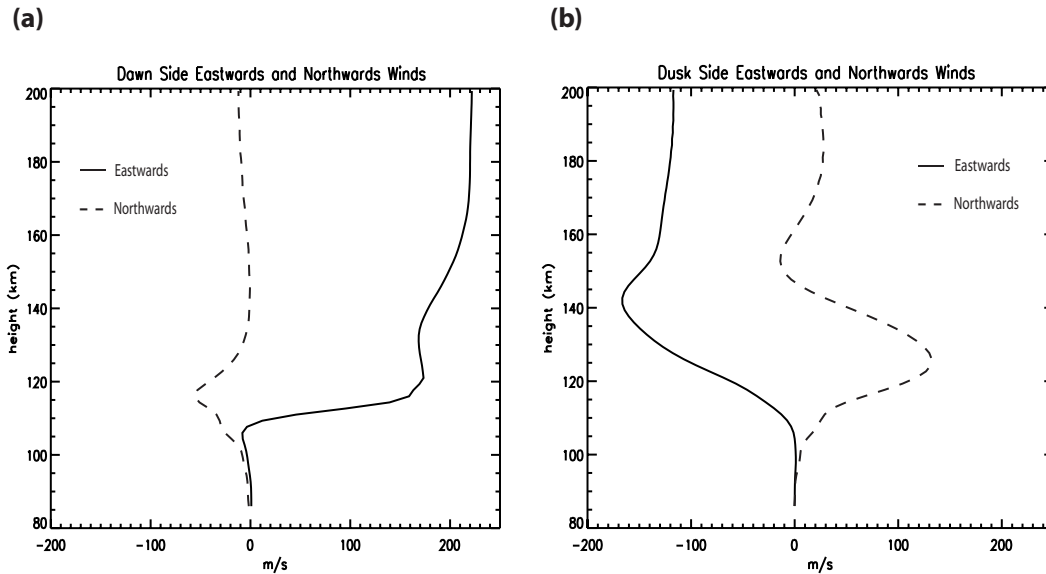 (a)
Dawn Side Eastwards and Northwards Winds
200
180
160
140
120
100
80
height (km)
Eastwards
Northwards
-200 -100 0 100 200
m/s
(b)
Dusk Side Eastwards and Northwards Winds
200
180
160
140
120
100
80
height (km)
Eastwards
Northwards
-200 -100 0 100 200
m/s